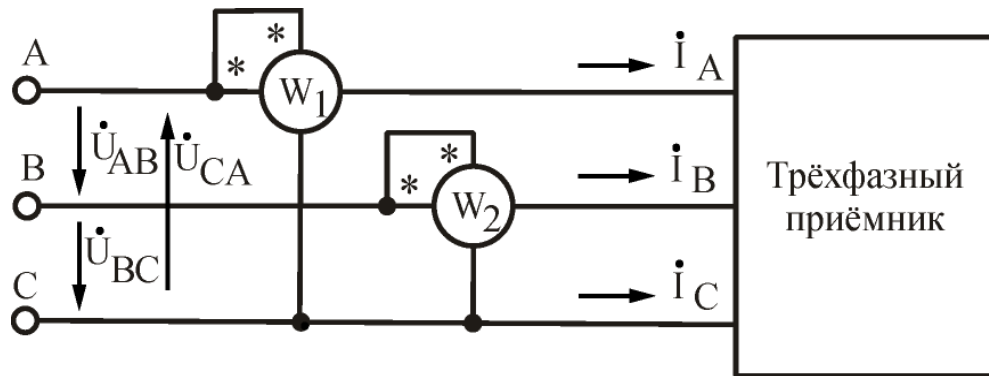 A
*
*
W1
İA
U̇AB
U̇CA
B
*
*
W2
İB
Трёхфазный
приёмник
U̇BC
C
İC